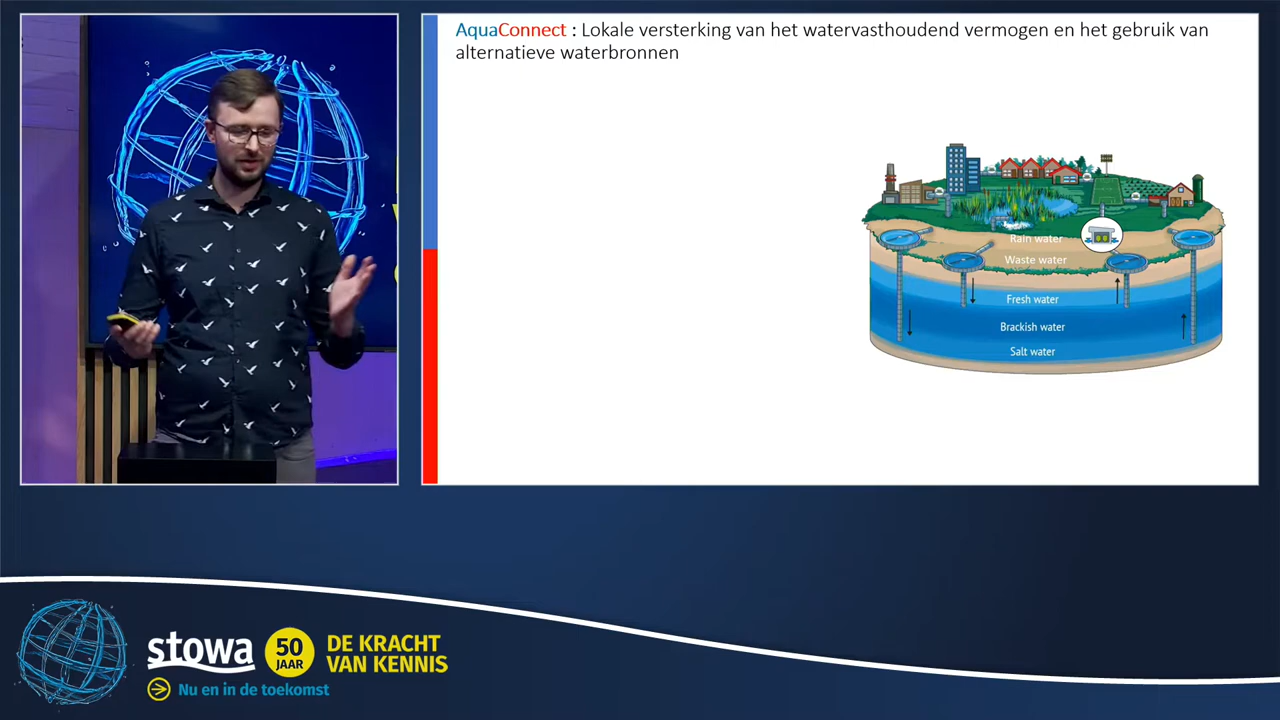 AquaConnect : Lokale versterking van het watervasthoudend vermogen en het gebruik van
alternatieve waterbronnen
Rain water
Waste water
Fresh water
Brackish water
Salt water
stowa
50
JAAR
DE KRACHT
VAN KENNIS
Nu en in de toekomst